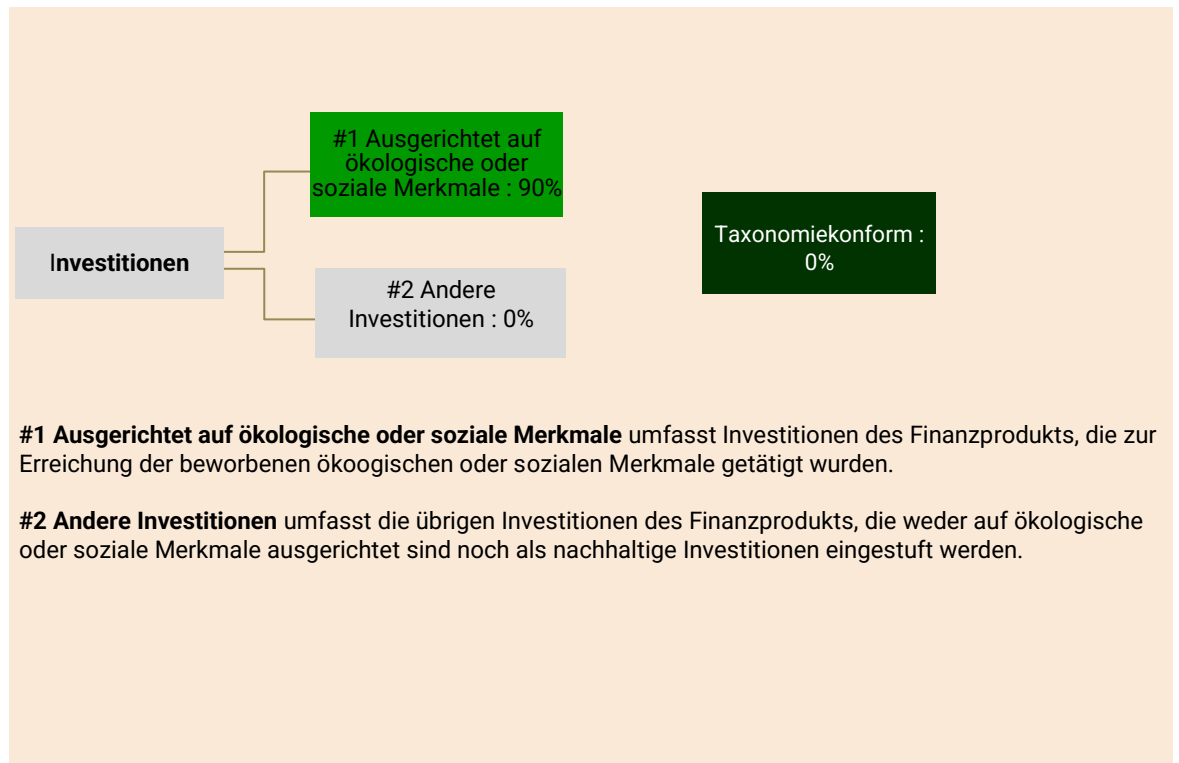 #1 Ausgerichtet auf
ökologische oder
soziale Merkmale : 90%
Taxonomiekonform :
0%
Investitionen
#2 Andere
Investitionen : 0%
#1 Ausgerichtet auf ökologische oder soziale Merkmale umfasst Investitionen des Finanzprodukts, die zur
Erreichung der beworbenen ökoogischen oder sozialen Merkmale getätigt wurden.
#2 Andere Investitionen umfasst die übrigen Investitionen des Finanzprodukts, die weder auf ökologische
oder soziale Merkmale ausgerichtet sind noch als nachhaltige Investitionen eingestuft werden.